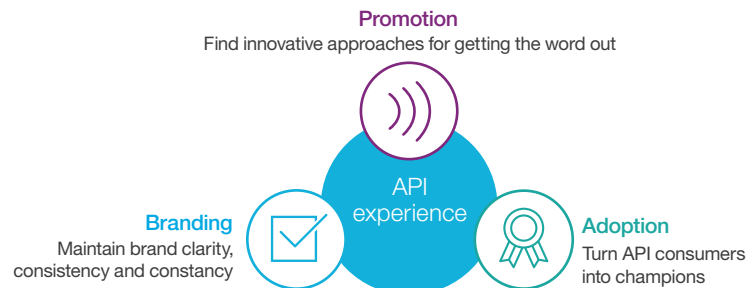 Promotion
Find innovative approaches for getting the word out
API
experience
Branding
Maintain brand clarity,
consistency and constancy
Adoption
Turn API consumers
into champions